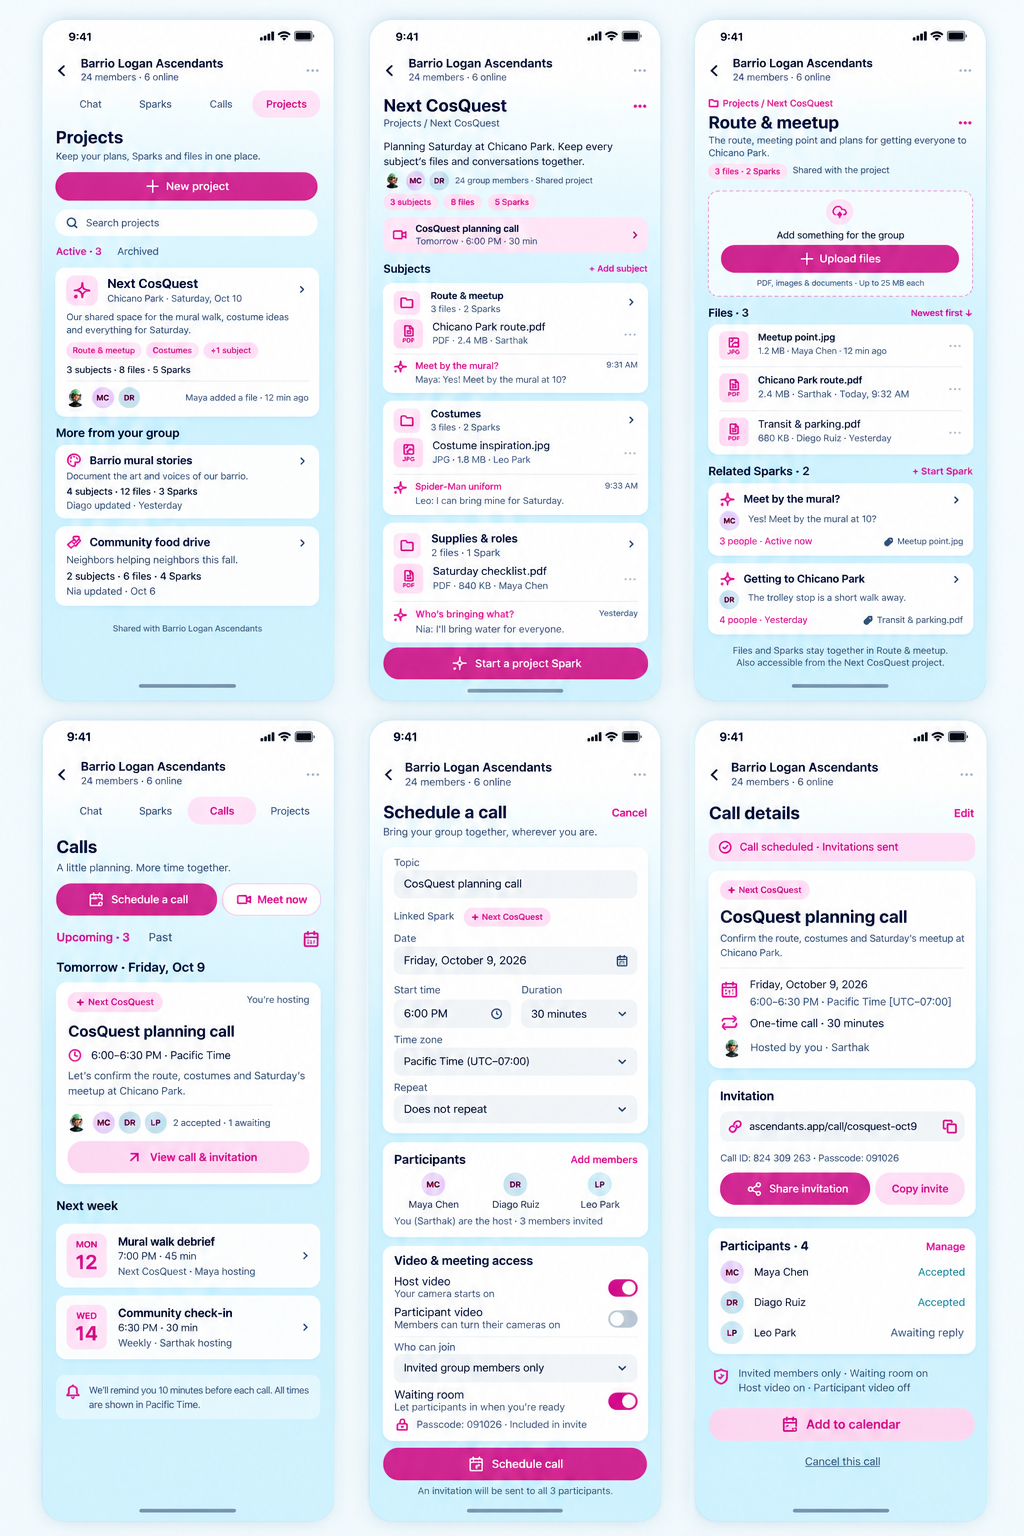 9:41
Barrio Logan Ascendants
24 members · 6 online
Chat
Sparks
Calls
Projects
Projects
Keep your plans, Sparks and files in one place.
New project
Search projects
Active · 3
Archived
Next CosQuest
Chicano Park · Saturday, Oct 10
Our shared space for the mural walk, costume ideas
and everything for Saturday.
Route & meetup
Costumes
+1 subject
3 subjects · 8 files · 5 Sparks
MC
DR
Maya added a file · 12 min ago
More from your group
Barrio mural stories
Document the art and voices of our barrio.
4 subjects · 12 files · 3 Sparks
Diago updated · Yesterday
Community food drive
Neighbors helping neighbors this fall.
2 subjects · 6 files · 4 Sparks
Nia updated · Oct 6
Shared with Barrio Logan Ascendants
9:41
Barrio Logan Ascendants
24 members · 6 online
Next CosQuest
Projects / Next CosQuest
Planning Saturday at Chicano Park. Keep every
subject's files and conversations together.
MC
DR
24 group members · Shared project
3 subjects
8 files
5 Sparks
CosQuest planning call
Tomorrow · 6:00 PM · 30 min
Subjects
+ Add subject
Route & meetup
3 files · 2 Sparks
PDF
Chicano Park route.pdf
PDF · 2.4 MB · Sarthak
Meet by the mural?
9:31 AM
Maya: Yes! Meet by the mural at 10?
Costumes
3 files · 2 Sparks
JPG
Costume inspiration.jpg
JPG · 1.8 MB · Leo Park
Spider-Man uniform
9:33 AM
Leo: I can bring mine for Saturday.
Supplies & roles
2 files · 1 Spark
PDF
Saturday checklist.pdf
PDF · 840 KB · Maya Chen
Who's bringing what?
Yesterday
Nia: I'll bring water for everyone.
Start a project Spark
9:41
Barrio Logan Ascendants
24 members · 6 online
Projects / Next CosQuest
Route & meetup
The route, meeting point and plans for getting everyone to
Chicano Park.
3 files · 2 Sparks
Shared with the project
Add something for the group
Upload files
PDF, images & documents · Up to 25 MB each
Files · 3
Newest first ↓
JPG
Meetup point.jpg
1.2 MB · Maya Chen · 12 min ago
PDF
Chicano Park route.pdf
2.4 MB · Sarthak · Today, 9:32 AM
PDF
Transit & parking.pdf
680 KB · Diego Ruiz · Yesterday
Related Sparks · 2
+ Start Spark
Meet by the mural?
MC
Yes! Meet by the mural at 10?
3 people · Active now
Meetup point.jpg
Getting to Chicano Park
DR
The trolley stop is a short walk away.
4 people · Yesterday
Transit & parking.pdf
Files and Sparks stay together in Route & meetup.
Also accessible from the Next CosQuest project.
9:41
Barrio Logan Ascendants
24 members · 6 online
Chat
Sparks
Calls
Projects
Calls
A little planning. More time together.
Schedule a call
Meet now
Upcoming · 3
Past
Tomorrow · Friday, Oct 9
+ Next CosQuest
You're hosting
CosQuest planning call
6:00–6:30 PM · Pacific Time
Let's confirm the route, costumes and Saturday's
meetup at Chicano Park.
MC
DR
LP
2 accepted · 1 awaiting
View call & invitation
Next week
MON
12
Mural walk debrief
7:00 PM · 45 min
Next CosQuest · Maya hosting
WED
14
Community check-in
6:30 PM · 30 min
Weekly · Sarthak hosting
We'll remind you 10 minutes before each call. All times
are shown in Pacific Time.
9:41
Barrio Logan Ascendants
24 members · 6 online
Schedule a call
Cancel
Bring your group together, wherever you are.
Topic
CosQuest planning call
Linked Spark
+ Next CosQuest
Date
Friday, October 9, 2026
Start time
Duration
6:00 PM
30 minutes
Time zone
Pacific Time (UTC–07:00)
Repeat
Does not repeat
Participants
Add members
MC
DR
LP
Maya Chen
Diago Ruiz
Leo Park
You (Sarthak) are the host · 3 members invited
Video & meeting access
Host video
Your camera starts on
Participant video
Members can turn their cameras on
Who can join
Invited group members only
Waiting room
Let participants in when you're ready
Passcode: 091026 · Included in invite
Schedule call
An invitation will be sent to all 3 participants.
9:41
Barrio Logan Ascendants
24 members · 6 online
Call details
Edit
Call scheduled · Invitations sent
+ Next CosQuest
CosQuest planning call
Confirm the route, costumes and Saturday's meetup at
Chicano Park.
Friday, October 9, 2026
6:00–6:30 PM · Pacific Time [UTC–07:00]
One-time call · 30 minutes
Hosted by you · Sarthak
Invitation
ascendants.app/call/cosquest-oct9
Call ID: 824 309 263 · Passcode: 091026
Share invitation
Copy invite
Participants · 4
Manage
MC
Maya Chen
Accepted
DR
Diago Ruiz
Accepted
LP
Leo Park
Awaiting reply
Invited members only · Waiting room on
Host video on · Participant video off
Add to calendar
Cancel this call